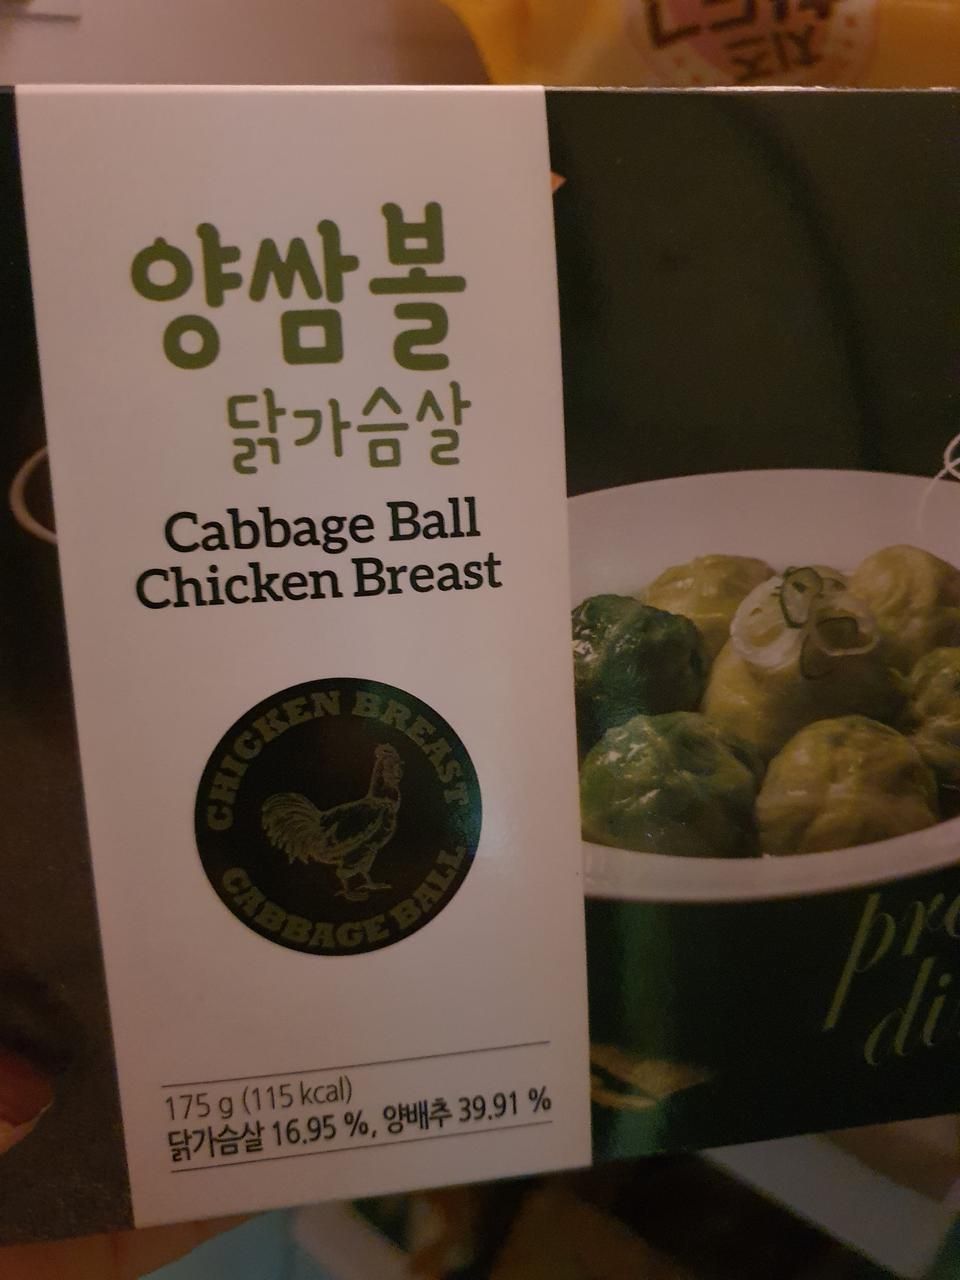 양쌈볼
닭가슴살
Cabbage Ball
Chicken Breast
CHICKEN BREAST
CABBAGE BALL
175 g (115 kcal)
닭가슴살 16.95 %, 양배추 39.91 %